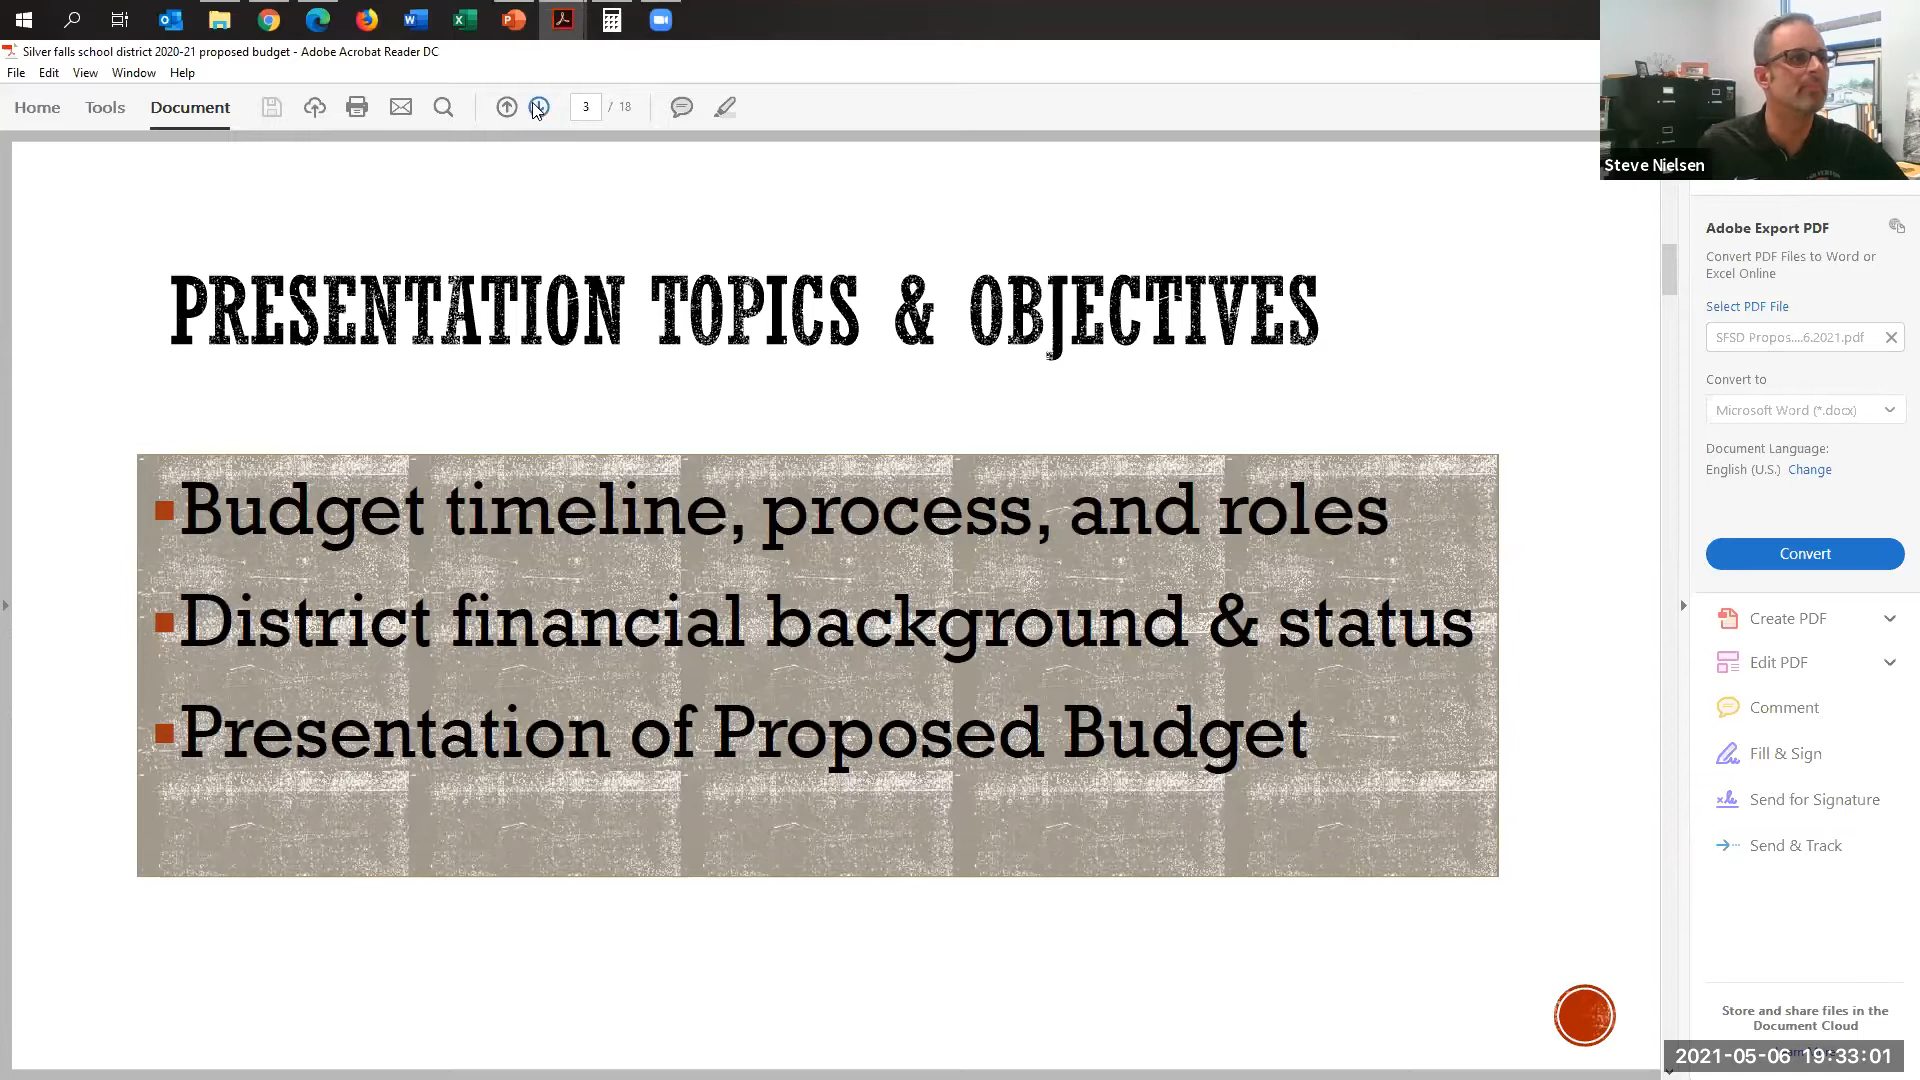 Silver falls school district 2020-21 proposed budget - Adobe Acrobat Reader DC
File Edit View Window Help
Home Tools Document 3 / 18
Steve Nielsen
PRESENTATION TOPICS & OBJECTIVES
Budget timeline, process, and roles
District financial background & status
Presentation of Proposed Budget
Adobe Export PDF
Convert PDF Files to Word or
Excel Online
Select PDF File
SFSD Propos....6.2021.pdf
Convert to
Microsoft Word (*.docx)
Document Language:
English (U.S.) Change
Convert
Create PDF
Edit PDF
Comment
Fill & Sign
Send for Signature
Send & Track
Store and share files in the
Document Cloud
2021-05-06 19:33:01